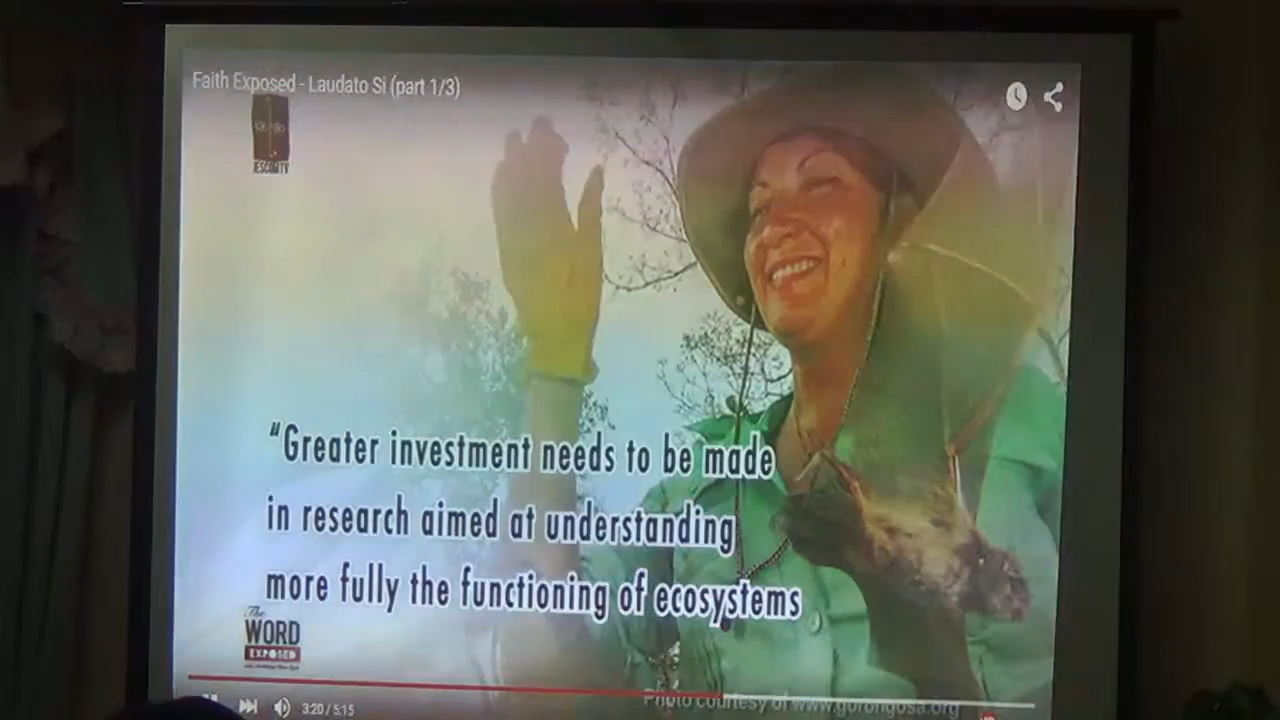 Faith Exposed - Laudato Si (part 1/3)
JESCOMTV
“Greater investment needs to be made
in research aimed at understanding
more fully the functioning of ecosystems
The
WORD
EXPOSED
3:20 / 5:15
Photo courtesy of www.gorongosa.org